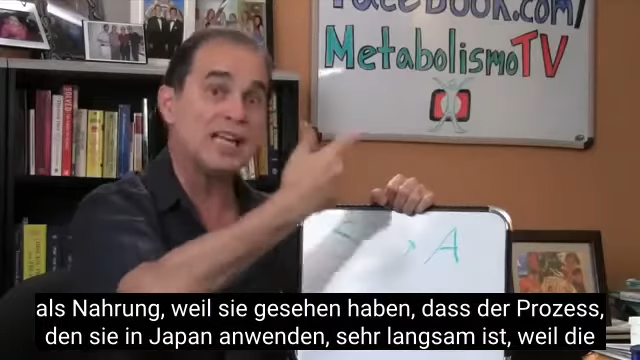 facebook.com/
MetabolismoTV
A
als Nahrung, weil sie gesehen haben, dass der Prozess,
den sie in Japan anwenden, sehr langsam ist, weil die